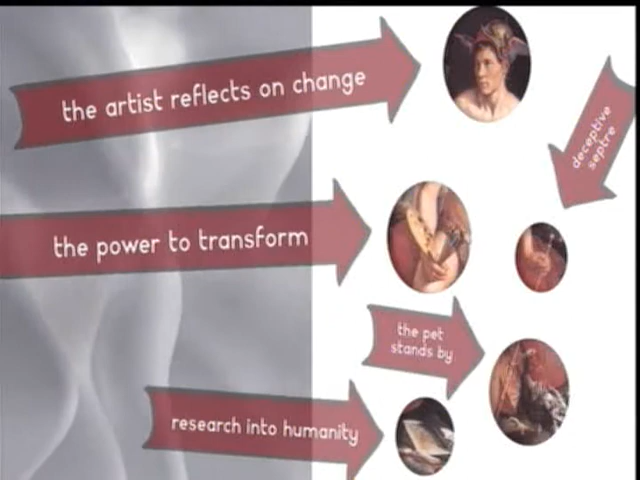 the artist reflects on change
deceptive
septre
the power to transform
the pet
stands by
research into humanity